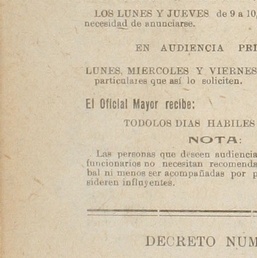 LOS LUNES Y JUEVES de 9 a 10,
necesidad de anunciarse.
EN AUDIENCIA PRI
LUNES, MIERCOLES Y VIERNES
particulares que así lo soliciten.
El Oficial Mayor recibe:
TODOLOS DIAS HABILES
NOTA:
Las personas que deseen audiencia
funcionarios no necesitan recomenda
bal ni menos ser acompañadas por p
sideren influyentes.
DECRETO NUM